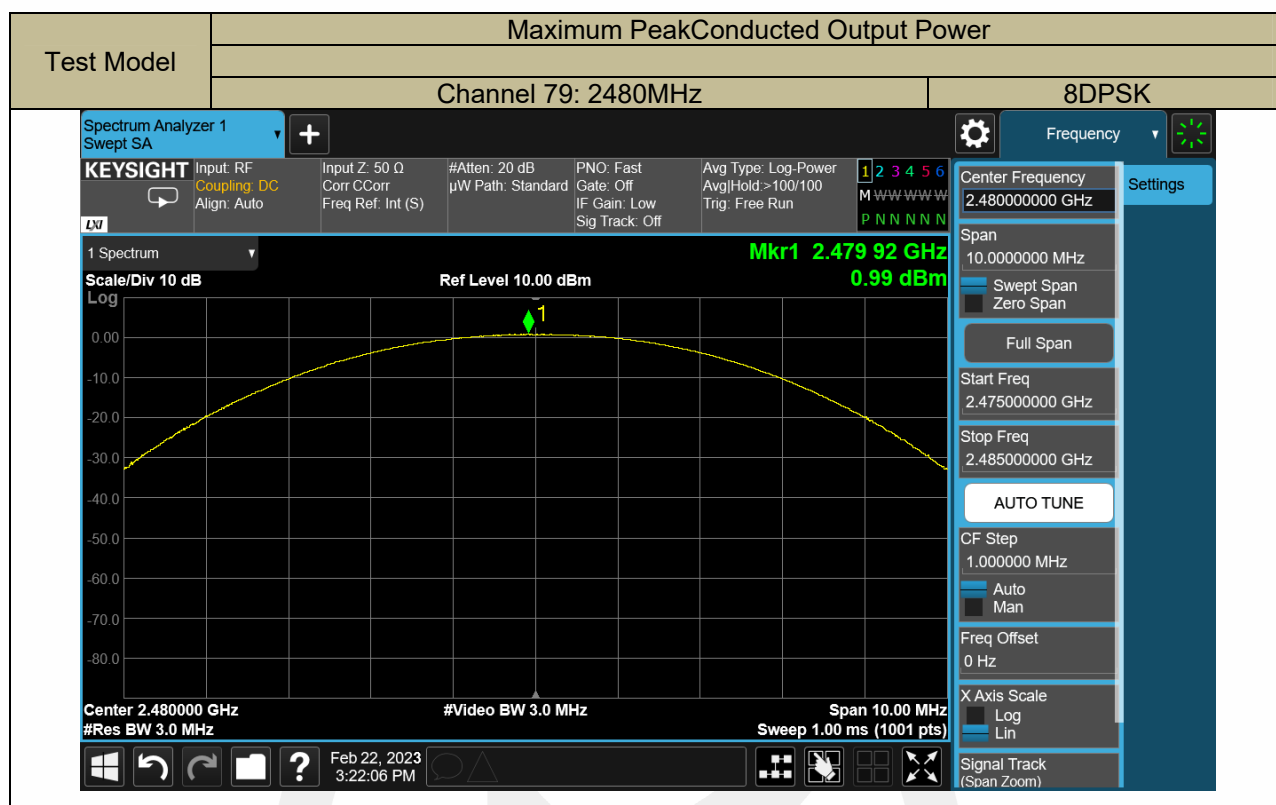 Test Model
Maximum PeakConducted Output Power
Channel 79: 2480MHz
8DPSK
Spectrum Analyzer 1
Swept SA
+
Frequency
KEYSIGHT
LXI
Input: RF
Coupling: DC
Align: Auto
Input Z: 50 Ω
Corr CCorr
Freq Ref: Int (S)
#Atten: 20 dB
µW Path: Standard
PNO: Fast
Gate: Off
IF Gain: Low
Sig Track: Off
Avg Type: Log-Power
Avg|Hold:>100/100
Trig: Free Run
1 2 3 4 5 6
M W W W W W
P N N N N N
1 Spectrum
Scale/Div 10 dB
Log
Ref Level 10.00 dBm
Mkr1 2.479 92 GHz
0.99 dBm
1
0.00
-10.0
-20.0
-30.0
-40.0
-50.0
-60.0
-70.0
-80.0
Center 2.480000 GHz
#Res BW 3.0 MHz
#Video BW 3.0 MHz
Span 10.00 MHz
Sweep 1.00 ms (1001 pts)
Center Frequency
2.480000000 GHz
Settings
Span
10.0000000 MHz
Swept Span
Zero Span
Full Span
Start Freq
2.475000000 GHz
Stop Freq
2.485000000 GHz
AUTO TUNE
CF Step
1.000000 MHz
Auto
Man
Freq Offset
0 Hz
X Axis Scale
Log
Lin
Signal Track
(Span Zoom)
?
Feb 22, 2023
3:22:06 PM